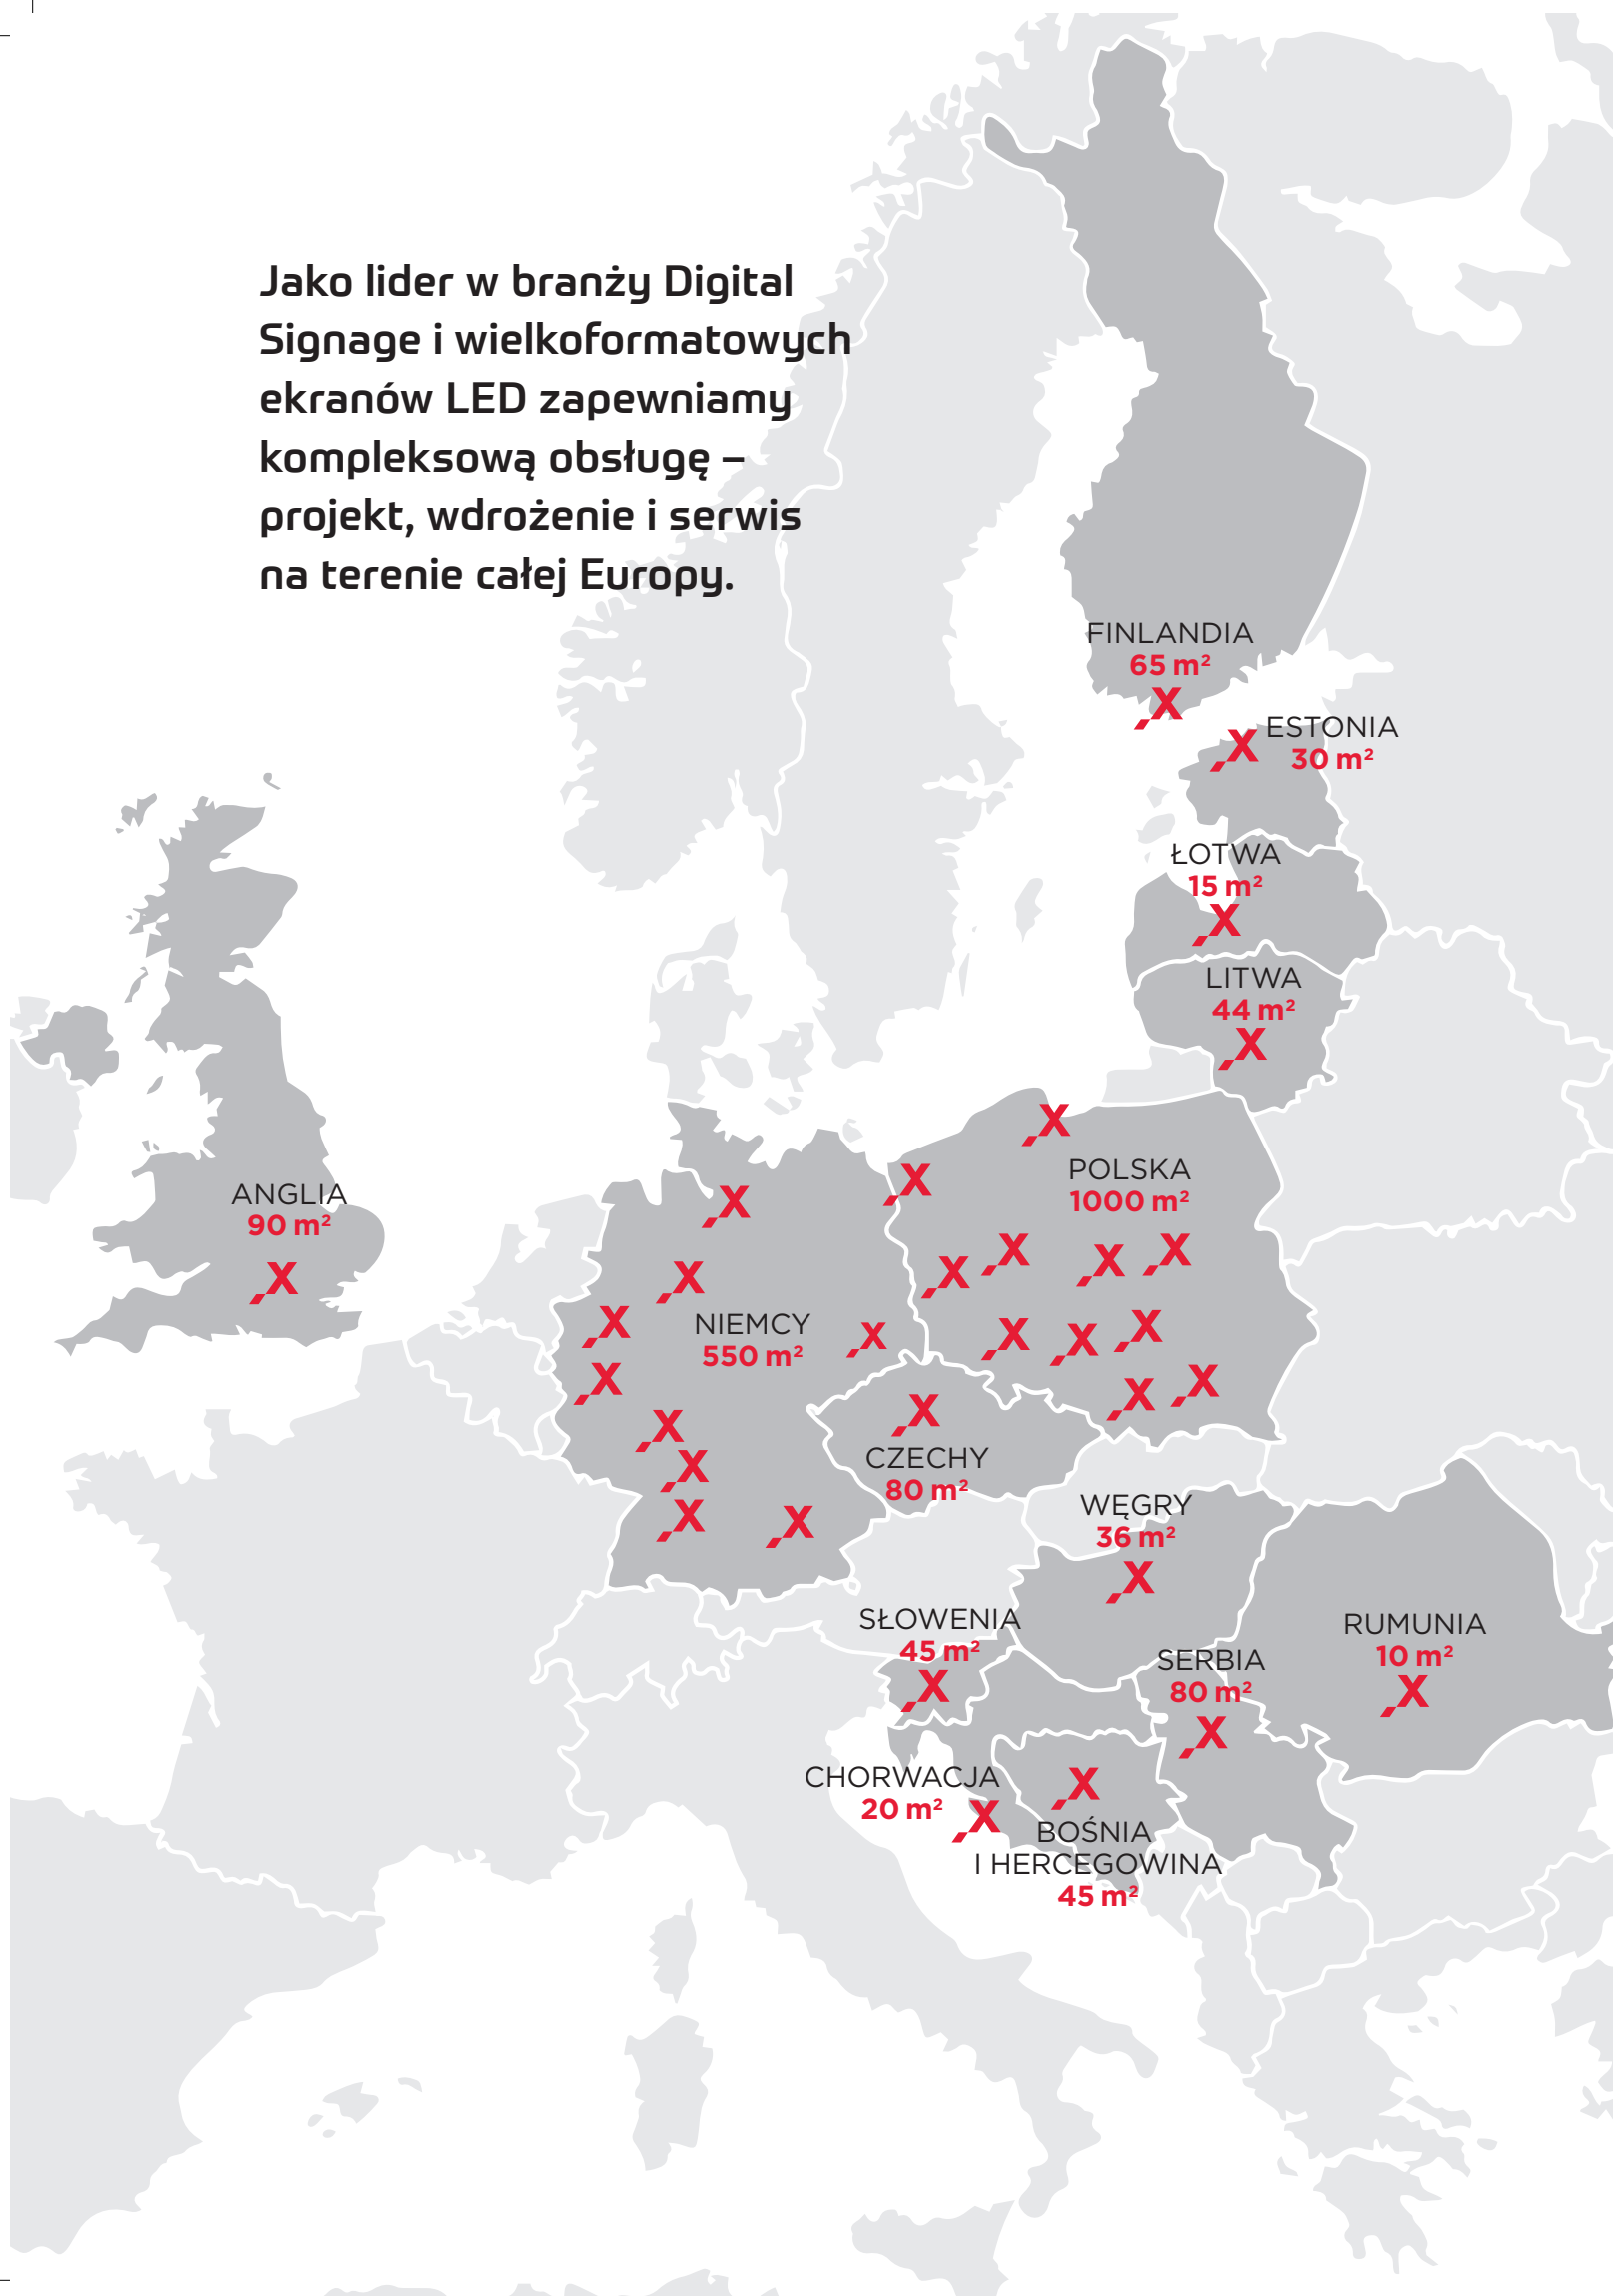 Jako lider w branży Digital
Signage i wielkoformatowych
ekranów LED zapewniamy
kompleksową obsługę –
projekt, wdrożenie i serwis
na terenie całej Europy.
FINLANDIA
65 m²
ESTONIA
30 m²
ŁOTWA
15 m²
LITWA
44 m²
POLSKA
1000 m²
ANGLIA
90 m²
NIEMCY
550 m²
CZECHY
80 m²
WĘGRY
36 m²
SŁOWENIA
45 m²
RUMUNIA
10 m²
SERBIA
80 m²
CHORWACJA
20 m²
BOŚNIA
I HERCEGOWINA
45 m²